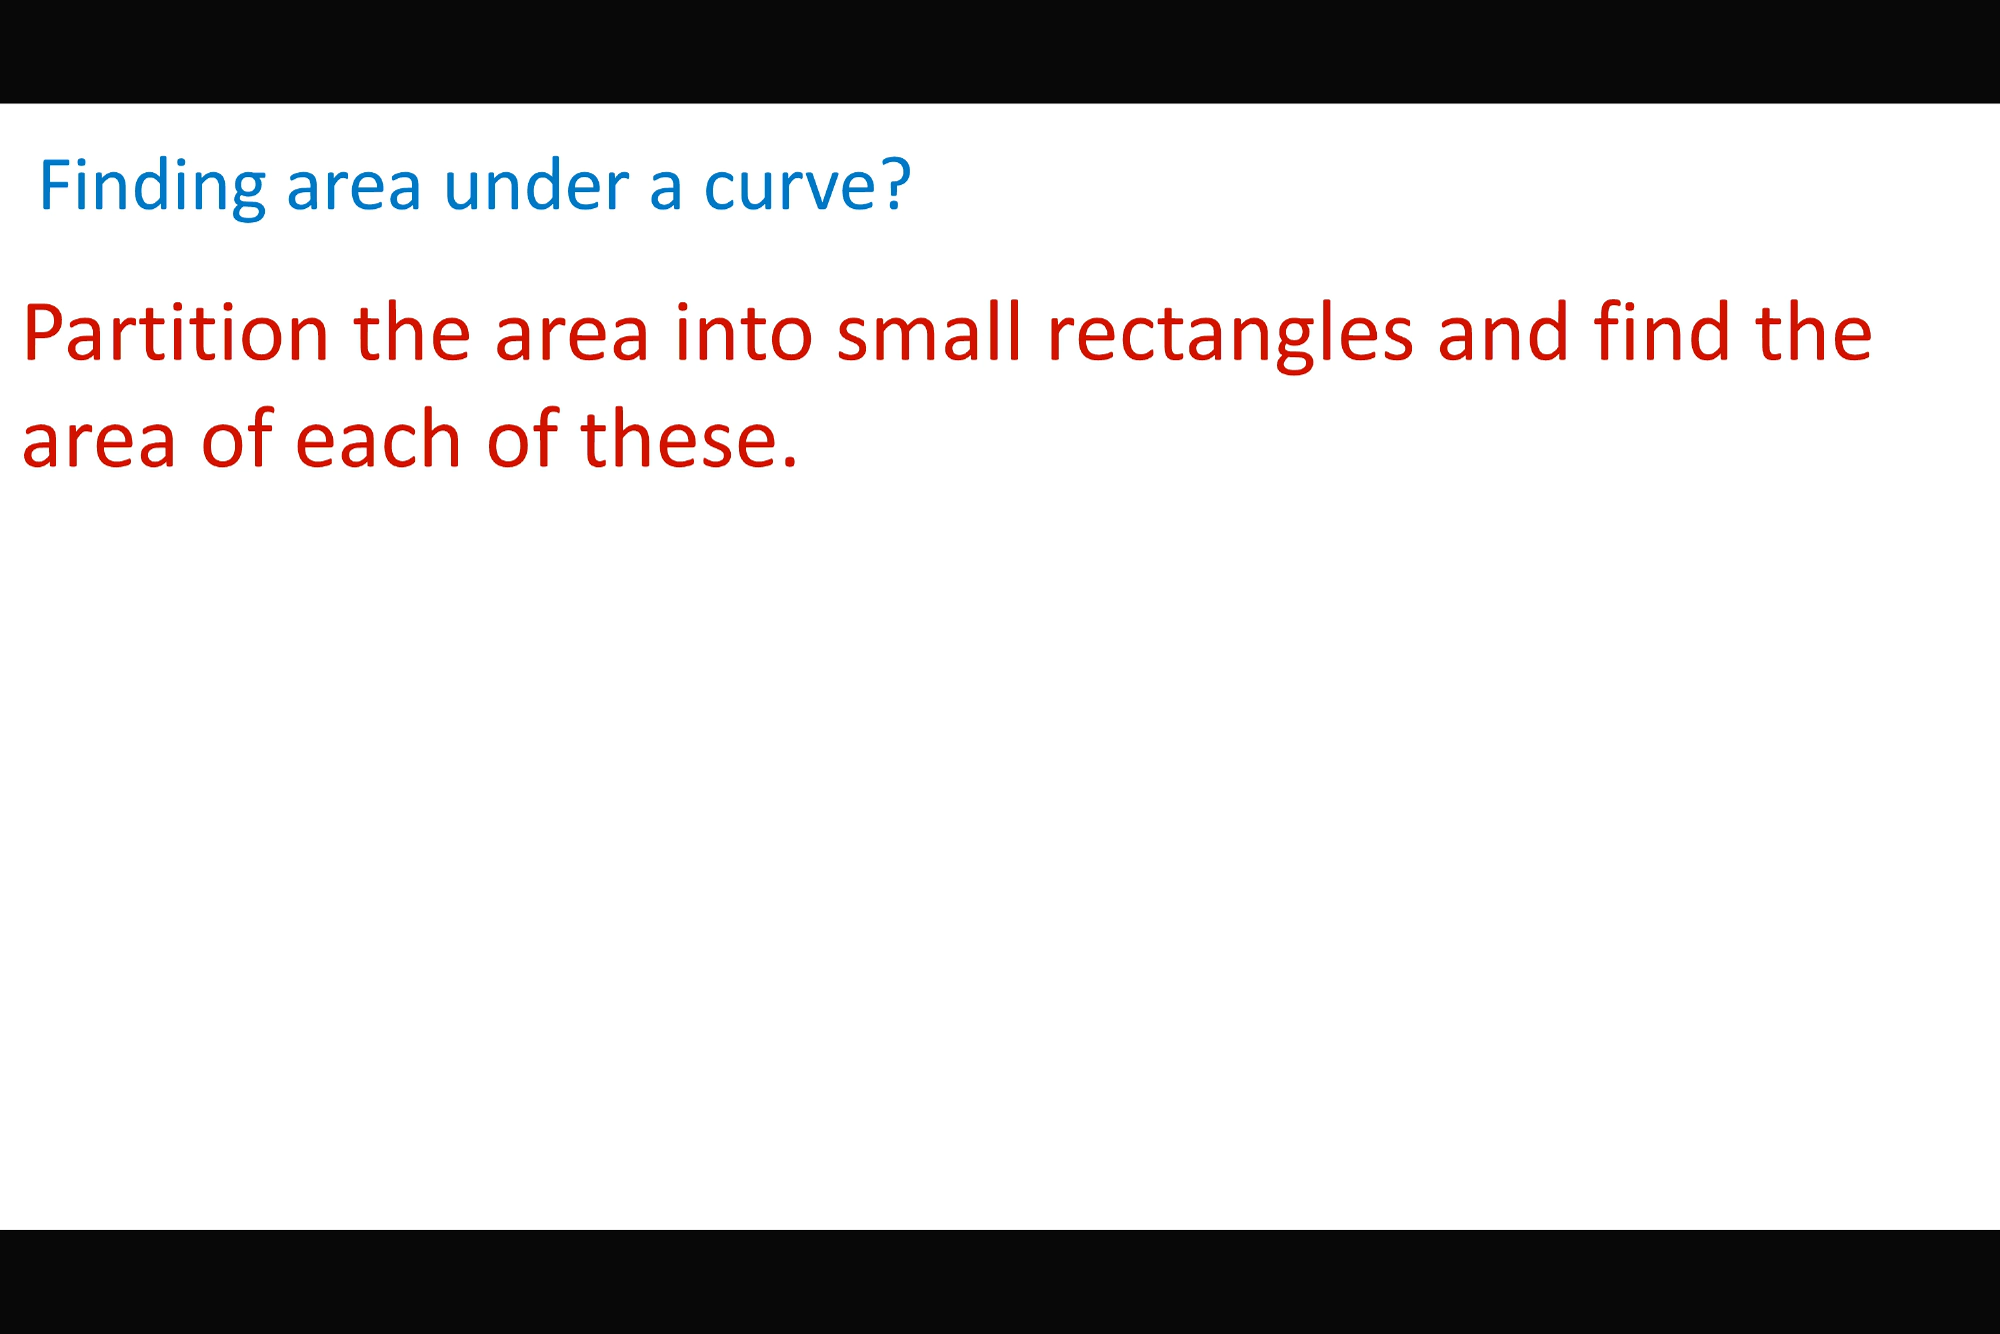 Finding area under a curve?
Partition the area into small rectangles and find the
area of each of these.